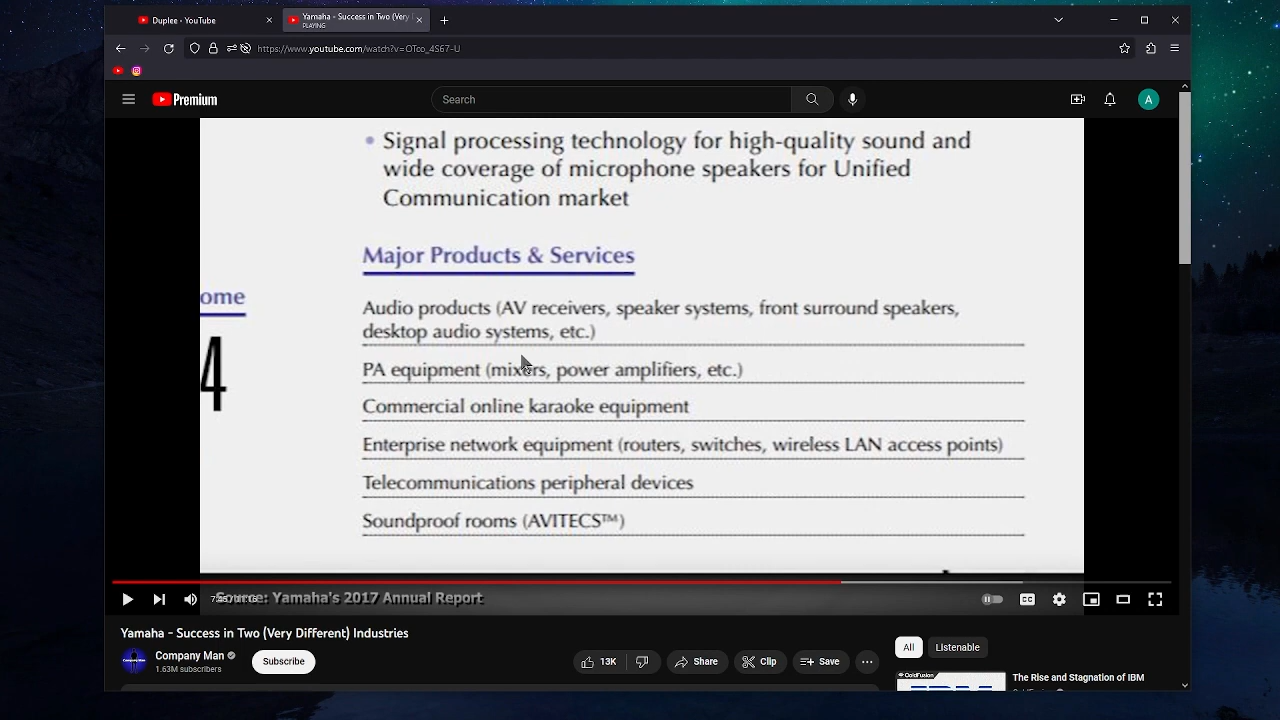 Duplee - YouTube
Yamaha - Success in Two (Very
PLAYING
https://www.youtube.com/watch?v=OTco_4S67-U
Premium
Search
A
Signal processing technology for high-quality sound and
wide coverage of microphone speakers for Unified
Communication market
Major Products & Services
ome
4
Audio products (AV receivers, speaker systems, front surround speakers,
desktop audio systems, etc.)
PA equipment (mixers, power amplifiers, etc.)
Commercial online karaoke equipment
Enterprise network equipment (routers, switches, wireless LAN access points)
Telecommunications peripheral devices
Soundproof rooms (AVITECS™)
Source: Yamaha's 2017 Annual Report
CC
Yamaha - Success in Two (Very Different) Industries
Company Man
1.63M subscribers
Subscribe
13K
Share
Clip
Save
All
Listenable
ColdFusion
The Rise and Stagnation of IBM